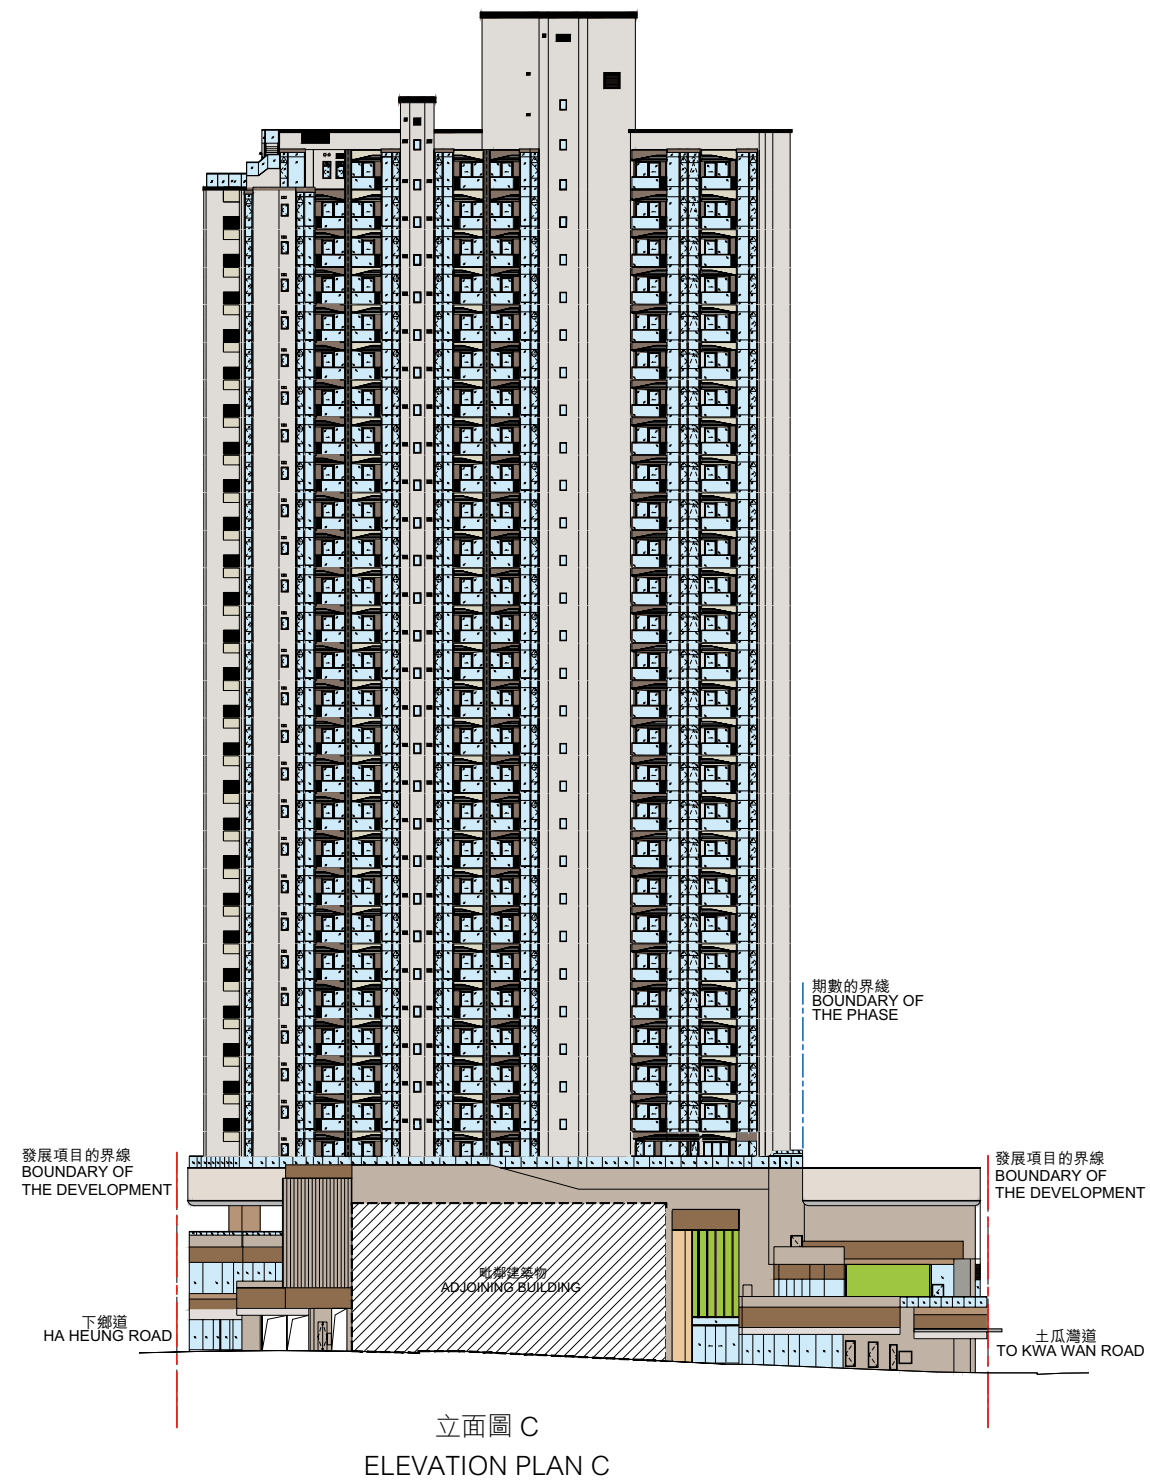 期數的界綫
BOUNDARY OF
THE PHASE
發展項目的界線
BOUNDARY OF
THE DEVELOPMENT
發展項目的界線
BOUNDARY OF
THE DEVELOPMENT
毗鄰建築物
ADJOINING BUILDING
下鄉道
HA HEUNG ROAD
土瓜灣道
TO KWA WAN ROAD
立面圖 C
ELEVATION PLAN C